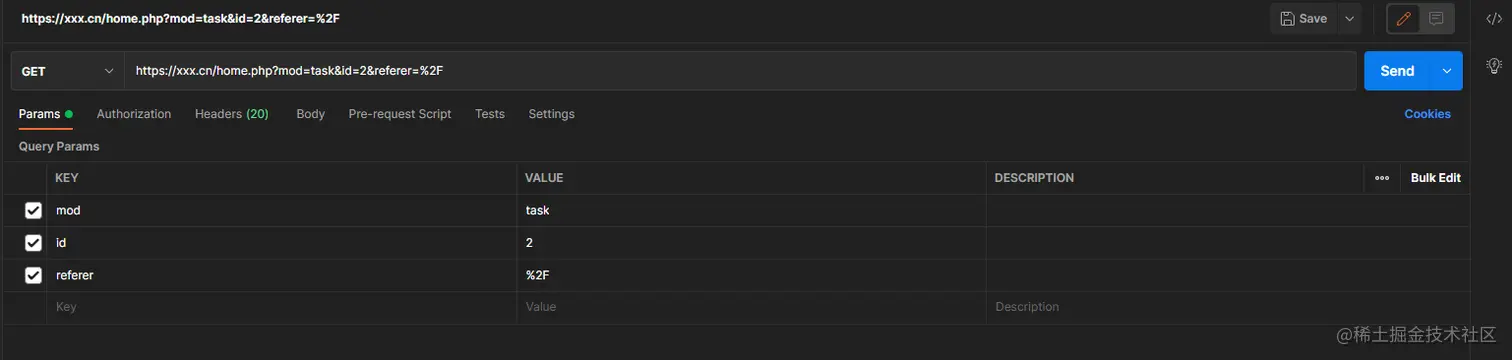 https://xxx.cn/home.php?mod=task&id=2&referer=%2F Save
GET https://xxx.cn/home.php?mod=task&id=2&referer=%2F Send
Params Authorization Headers (20) Body Pre-request Script Tests Settings Cookies
Query Params
KEY VALUE DESCRIPTION Bulk Edit
mod task
id 2
referer %2F
Key Value Description
@稀土掘金技术社区